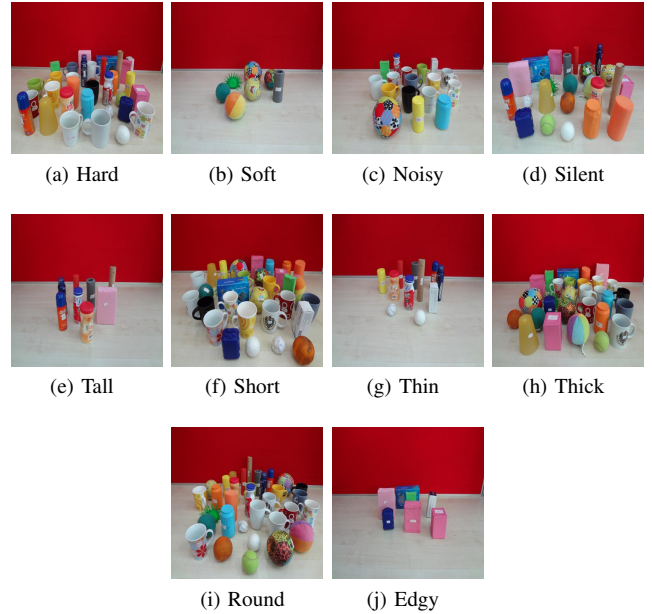 (a) Hard
(b) Soft
(c) Noisy
(d) Silent
(e) Tall
(f) Short
(g) Thin
(h) Thick
(i) Round
(j) Edgy